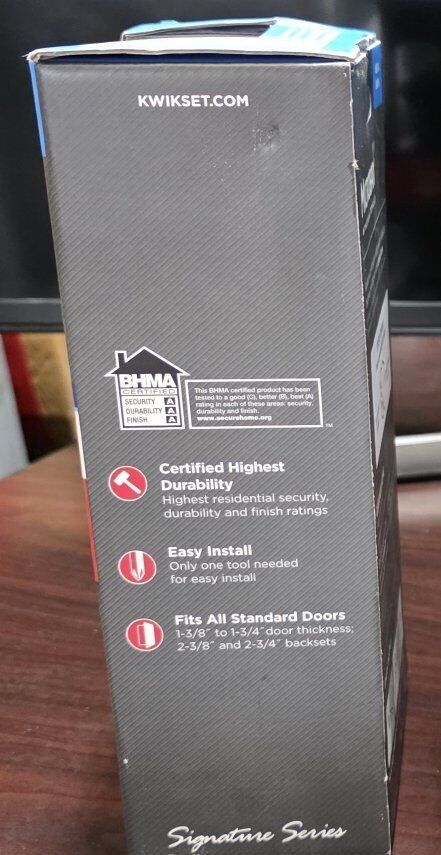 KWIKSET.COM
BHMA
CERTIFIED
SECURITY A
DURABILITY A
FINISH A
This BHMA certified product has been
tested to a good (C), better (B), best (A)
rating in each of these areas: security,
durability and finish.
www.securehome.org
TM
Certified Highest
Durability
Highest residential security,
durability and finish ratings
Easy Install
Only one tool needed
for easy install
Fits All Standard Doors
1-3/8" to 1-3/4" door thickness;
2-3/8" and 2-3/4" backsets
Signature Series